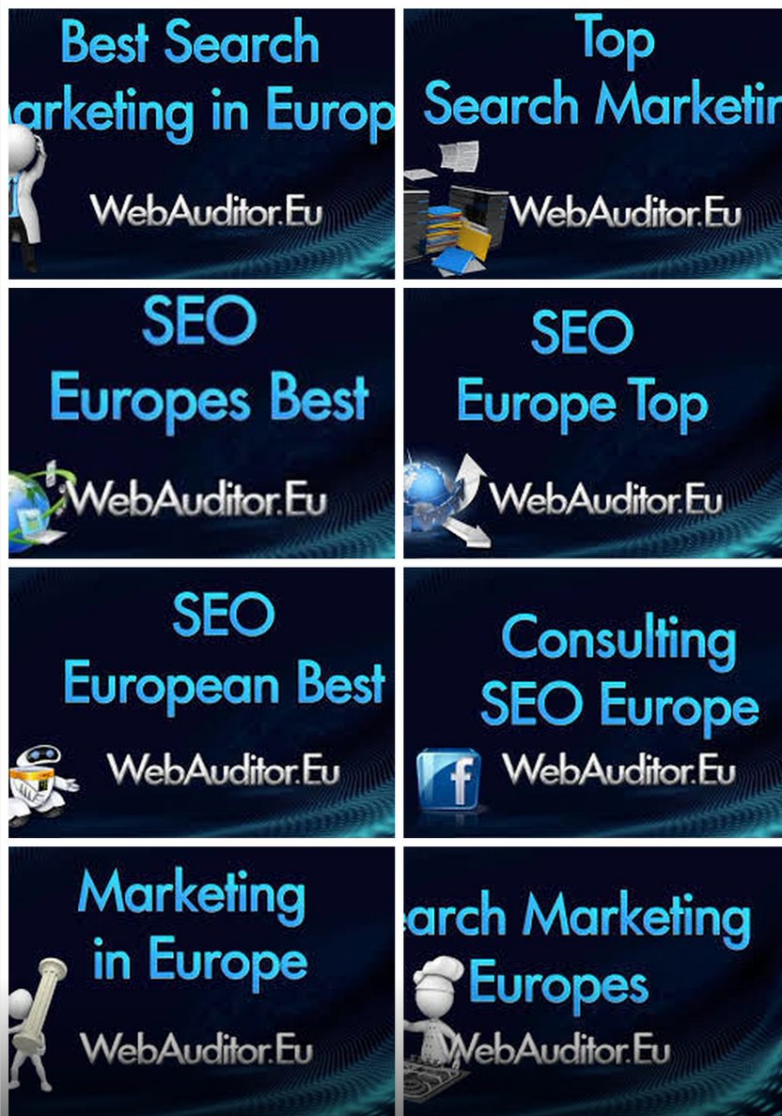 Best Search
arketing in Europ
WebAuditor.Eu
Top
Search Marketin
WebAuditor.Eu
SEO
Europes Best
WebAuditor.Eu
SEO
Europe Top
WebAuditor.Eu
SEO
European Best
WebAuditor.Eu
Consulting
SEO Europe
f WebAuditor.Eu
Marketing
in Europe
WebAuditor.Eu
arch Marketing
Europes
WebAuditor.Eu